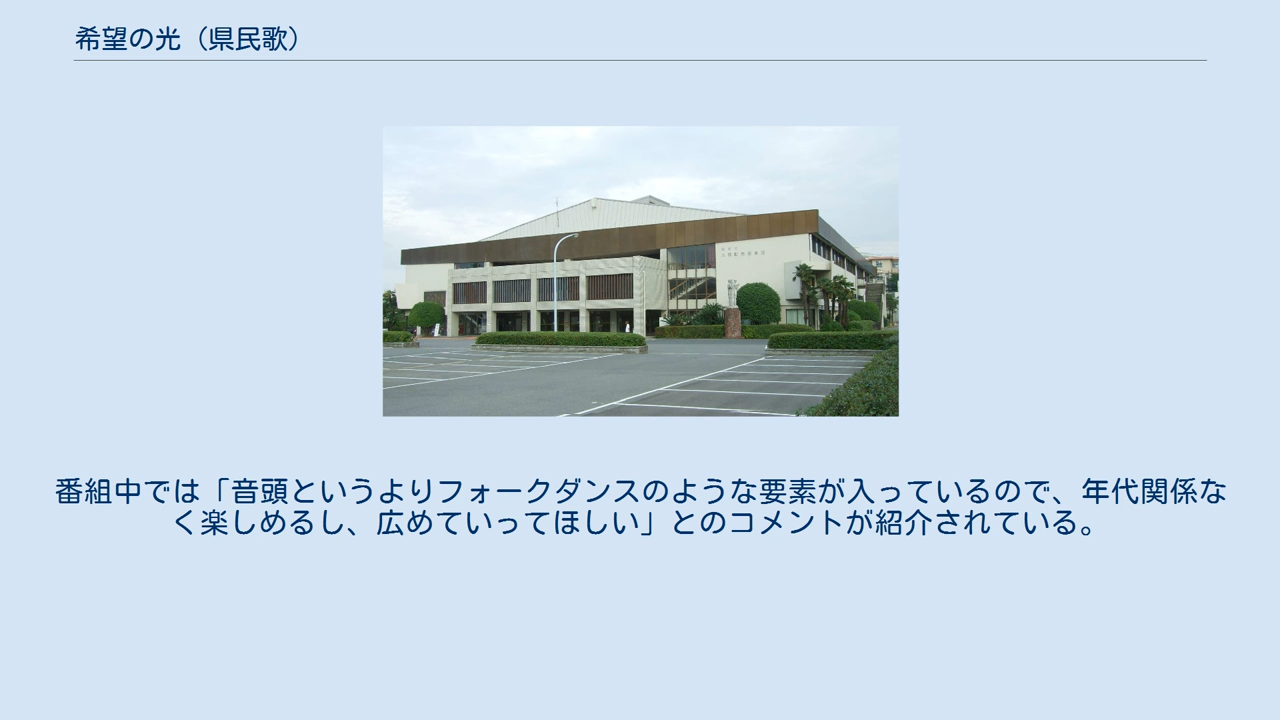 希望の光（県民歌）
番組中では「音頭というよりフォークダンスのような要素が入っているので、年代関係な
く楽しめるし、広めていってほしい」とのコメントが紹介されている。